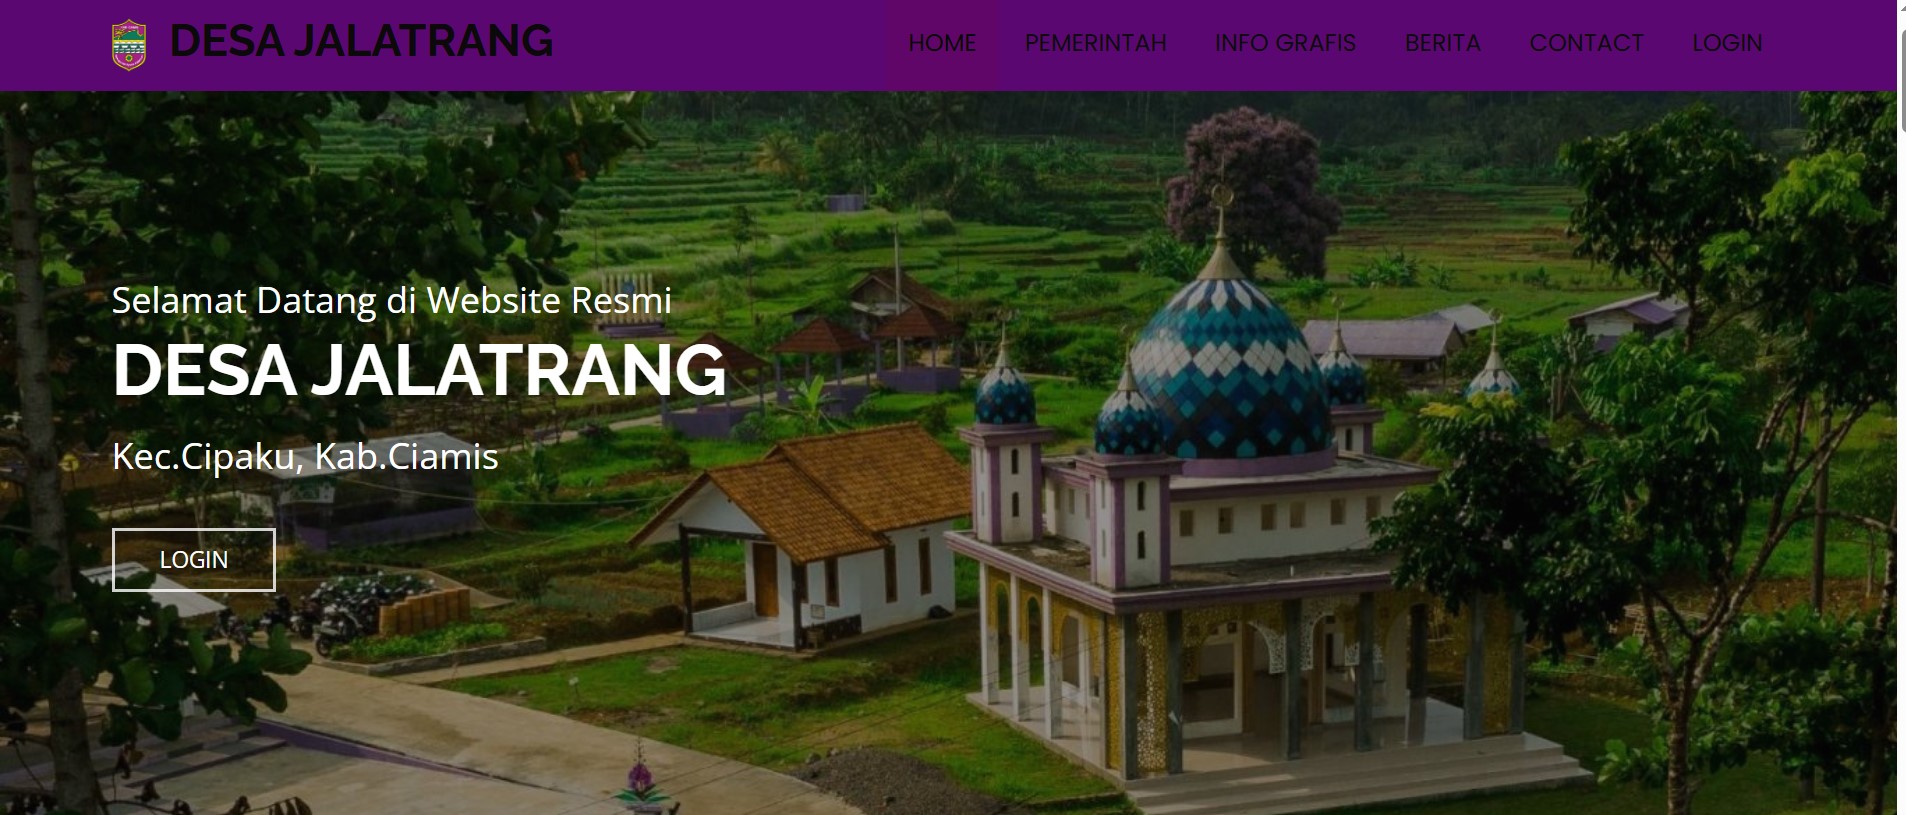 DESA JALATRANG
HOME PEMERINTAH INFO GRAFIS BERITA CONTACT LOGIN
Selamat Datang di Website Resmi
DESA JALATRANG
Kec.Cipaku, Kab.Ciamis
LOGIN